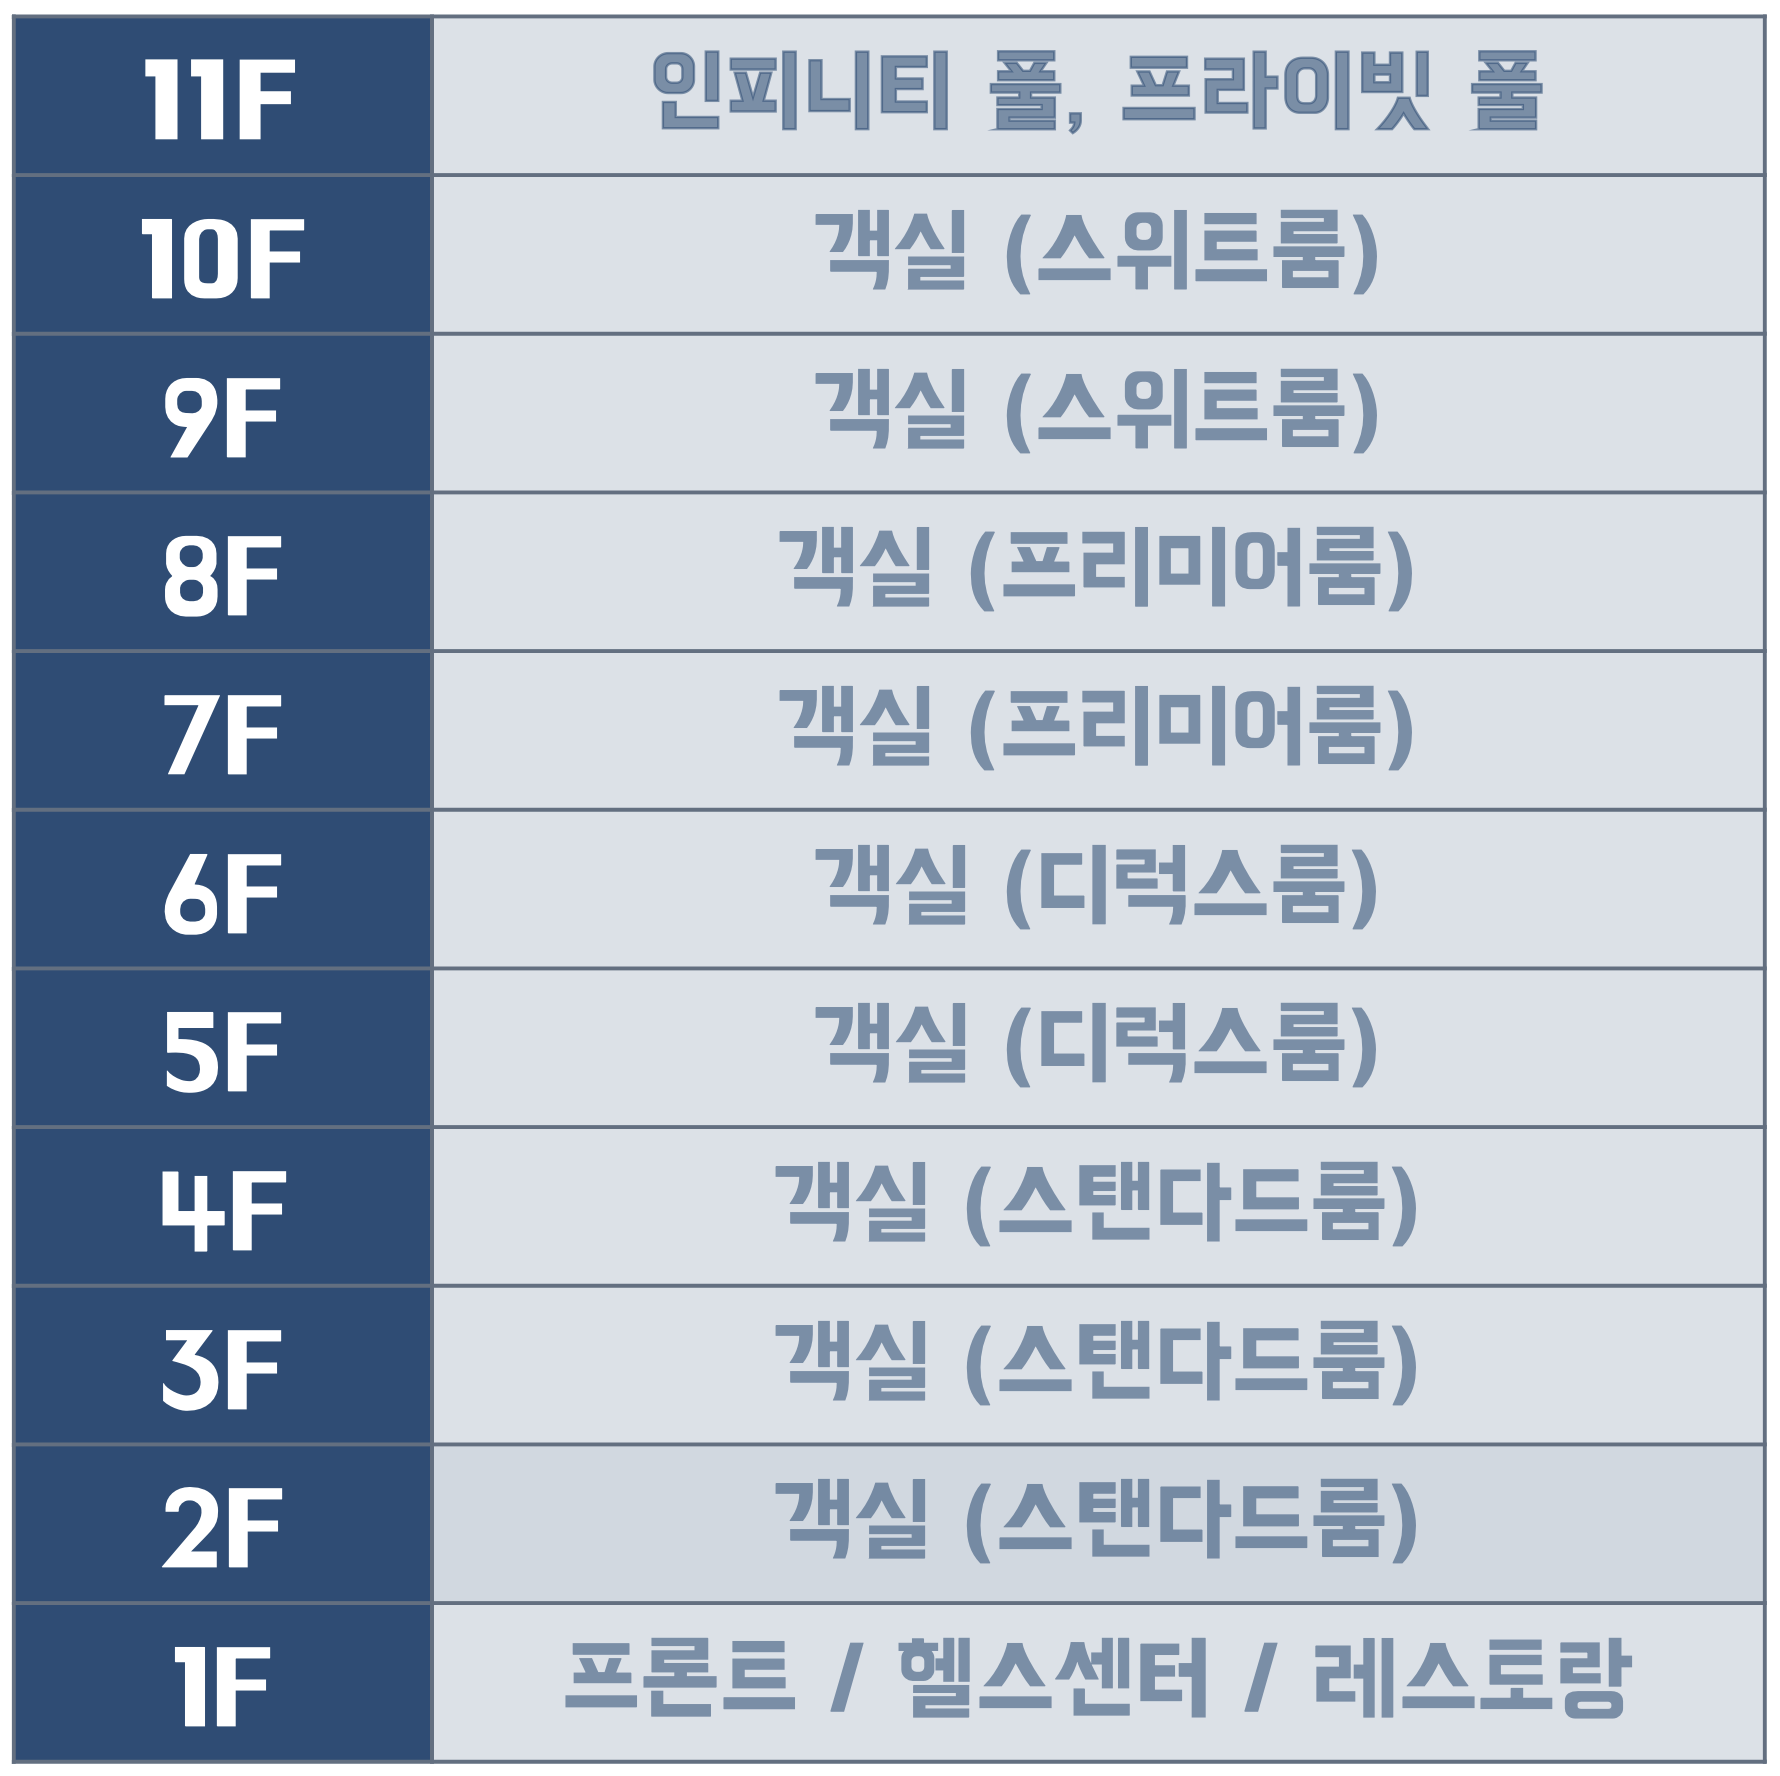 11F 인피니티 풀, 프라이빗 풀
10F 객실 (스위트룸)
9F 객실 (스위트룸)
8F 객실 (프리미어룸)
7F 객실 (프리미어룸)
6F 객실 (디럭스룸)
5F 객실 (디럭스룸)
4F 객실 (스탠다드룸)
3F 객실 (스탠다드룸)
2F 객실 (스탠다드룸)
1F 프론트 / 헬스센터 / 레스토랑